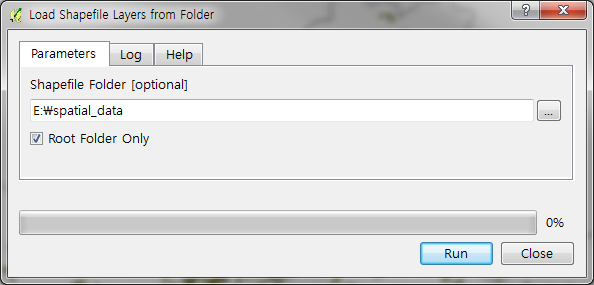 Load Shapefile Layers from Folder
Parameters Log Help
Shapefile Folder [optional]
E:₩spatial_data ...
Root Folder Only
0%
Run Close